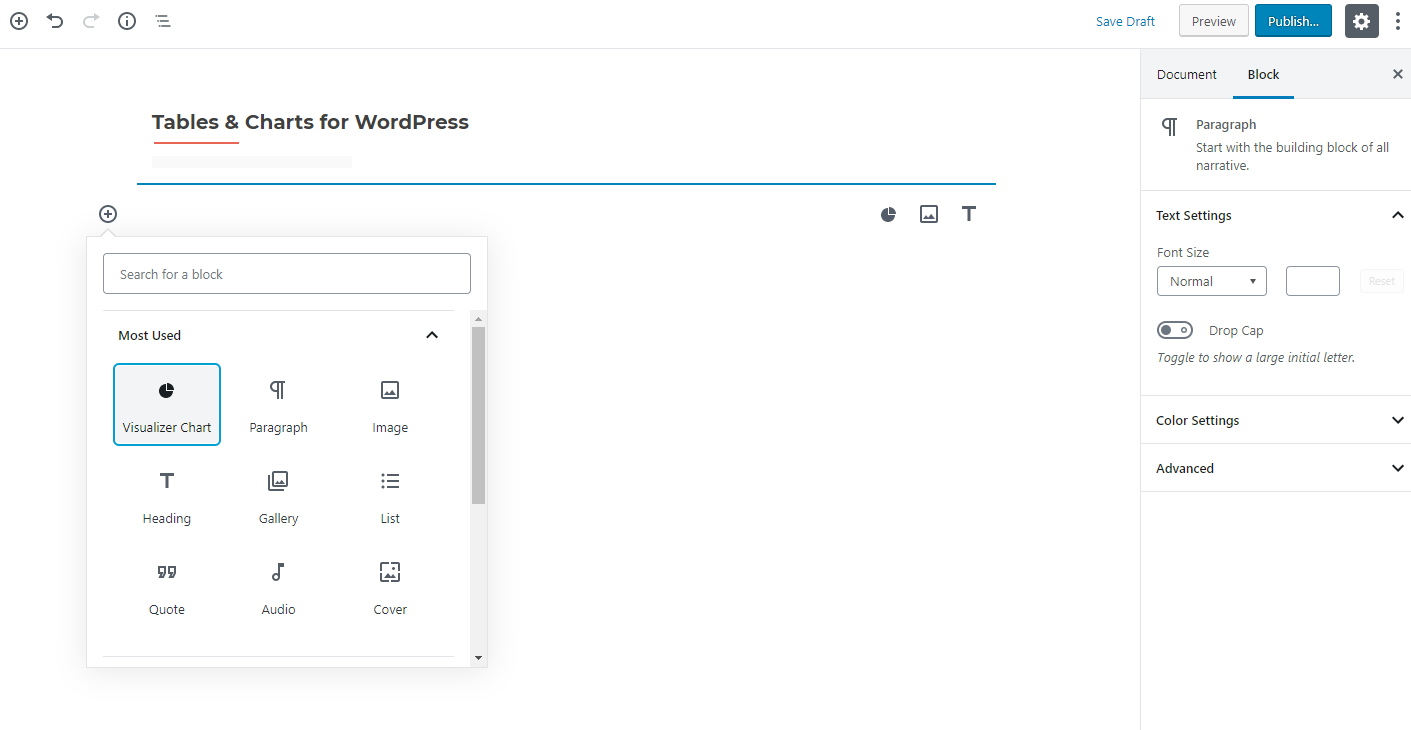 Save Draft
Preview
Publish...
Document
Block
Tables & Charts for WordPress
Paragraph
Start with the building block of all
narrative.
Text Settings
Font Size
Normal
Reset
Drop Cap
Toggle to show a large initial letter.
Color Settings
Advanced
Search for a block
Most Used
Visualizer Chart
Paragraph
Image
Heading
Gallery
List
Quote
Audio
Cover